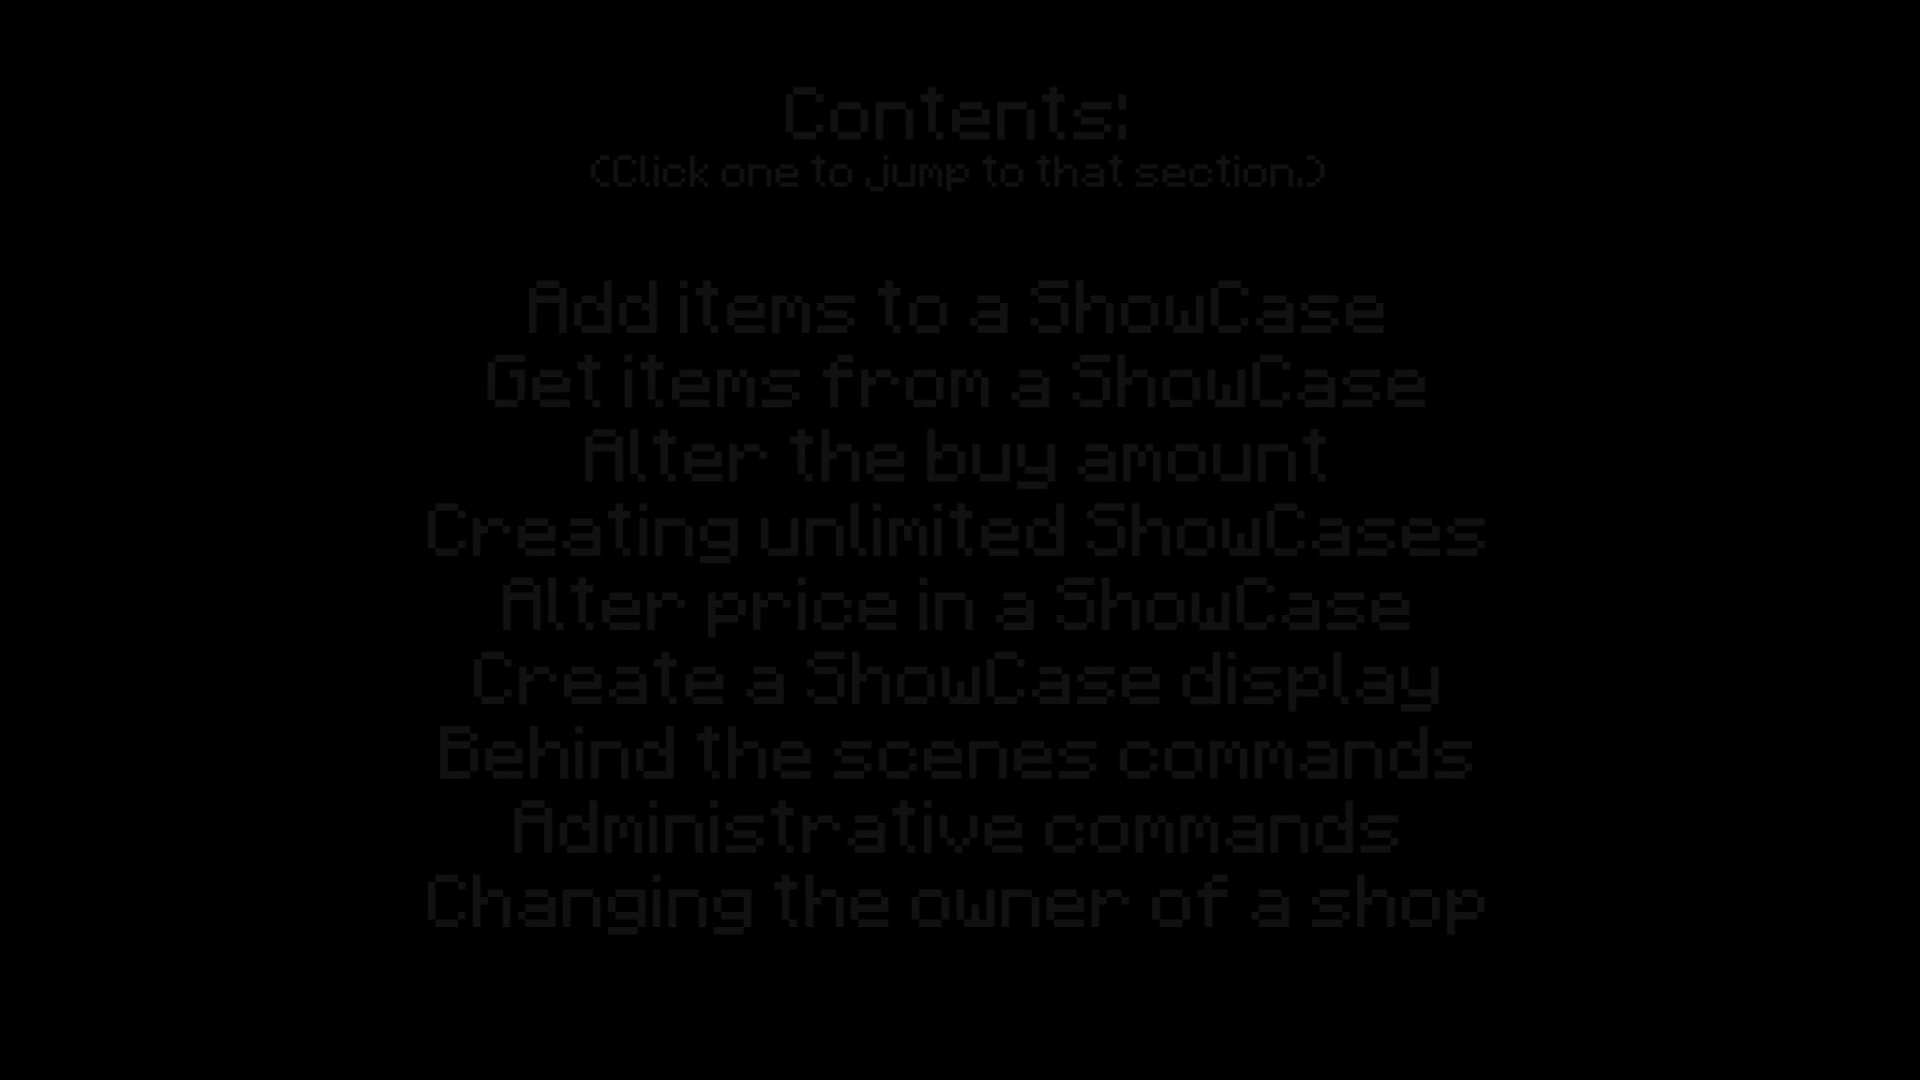 Contents:
(Click one to jump to that section.)
Add items to a ShowCase
Get items from a ShowCase
Alter the buy amount
Creating unlimited ShowCases
Alter price in a ShowCase
Create a ShowCase display
Behind the scenes commands
Administrative commands
Changing the owner of a shop